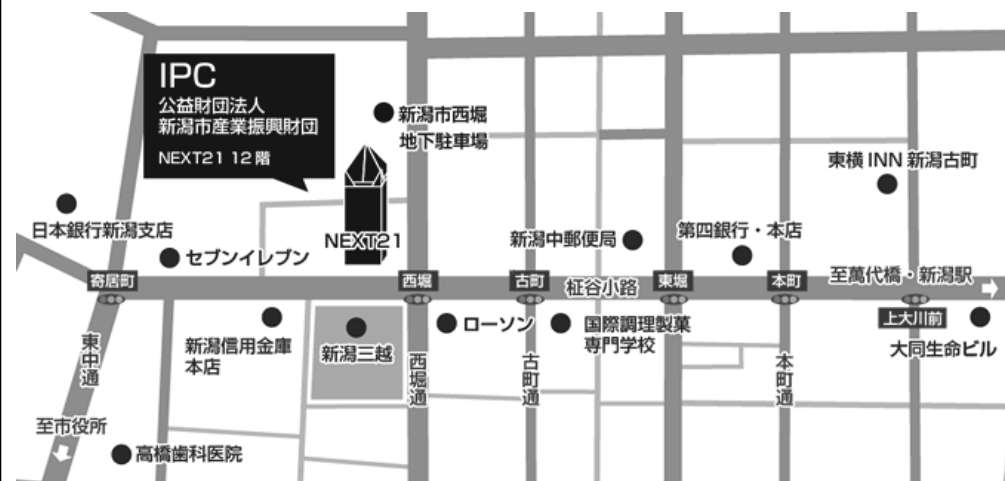 IPC
公益財団法人
新潟市産業振興財団
NEXT21 12階
新潟市西堀
地下駐車場
東横INN 新潟古町
日本銀行新潟支店
セブンイレブン
NEXT21
新潟中郵便局
第四銀行・本店
寄居町
西堀
古町
柾谷小路
東堀
本町
至萬代橋・新潟駅
上大川前
東中通
新潟信用金庫
本店
新潟三越
西堀通
ローソン
古町通
国際調理製菓
専門学校
本町通
大同生命ビル
至市役所
高橋歯科医院